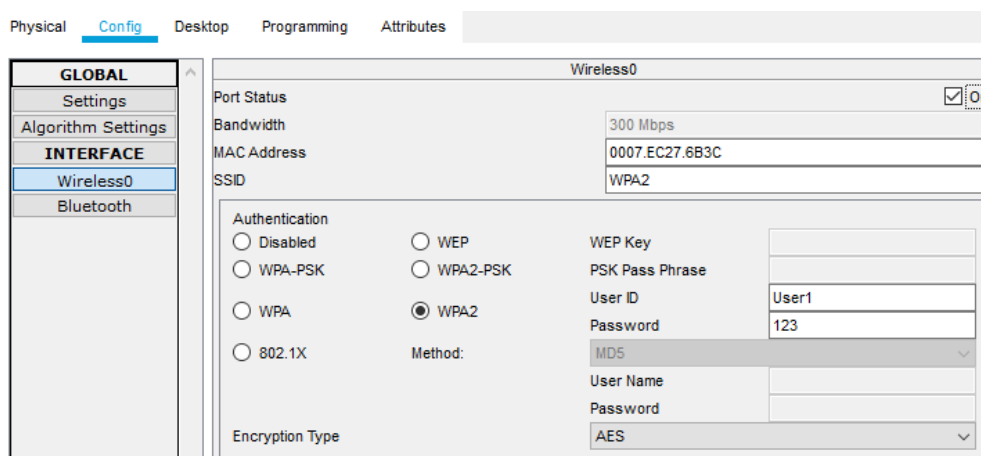 Physical Config Desktop Programming Attributes
GLOBAL
Settings
Algorithm Settings
INTERFACE
Wireless0
Bluetooth
Wireless0
Port Status
Bandwidth 300 Mbps
MAC Address 0007.EC27.6B3C
SSID WPA2
Authentication
Disabled WEP WEP Key
WPA-PSK WPA2-PSK PSK Pass Phrase
User ID User1
WPA WPA2
Password 123
802.1X Method: MD5
User Name
Password
Encryption Type AES